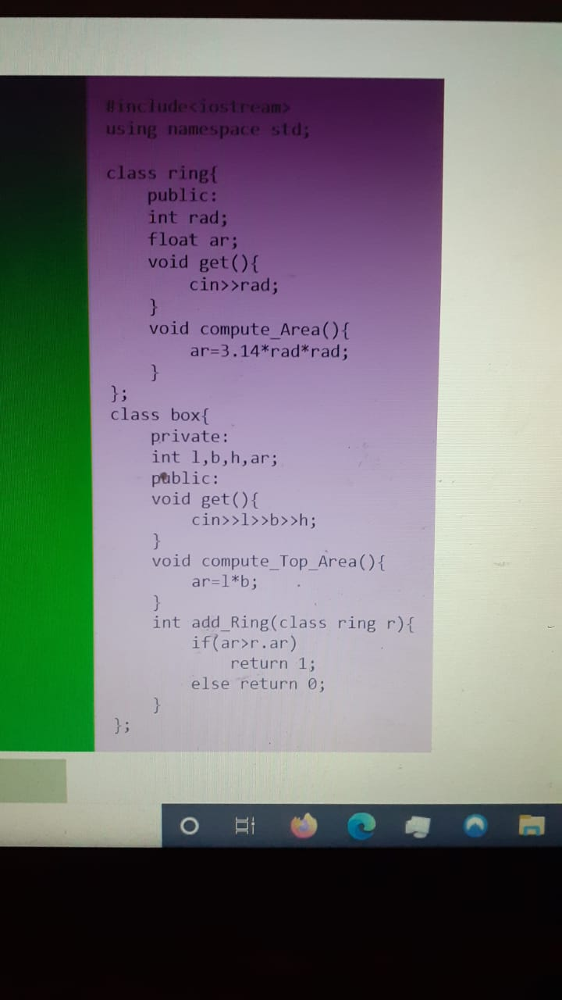 #include<iostream>
using namespace std;
class ring{
public:
int rad;
float ar;
void get(){
cin>>rad;
}
void compute_Area(){
ar=3.14*rad*rad;
}
};
class box{
private:
int l,b,h,ar;
public:
void get(){
cin>>l>>b>>h;
}
void compute_Top_Area(){
ar=l*b;
}
int add_Ring(class ring r){
if(ar>r.ar)
return 1;
else return 0;
}
};